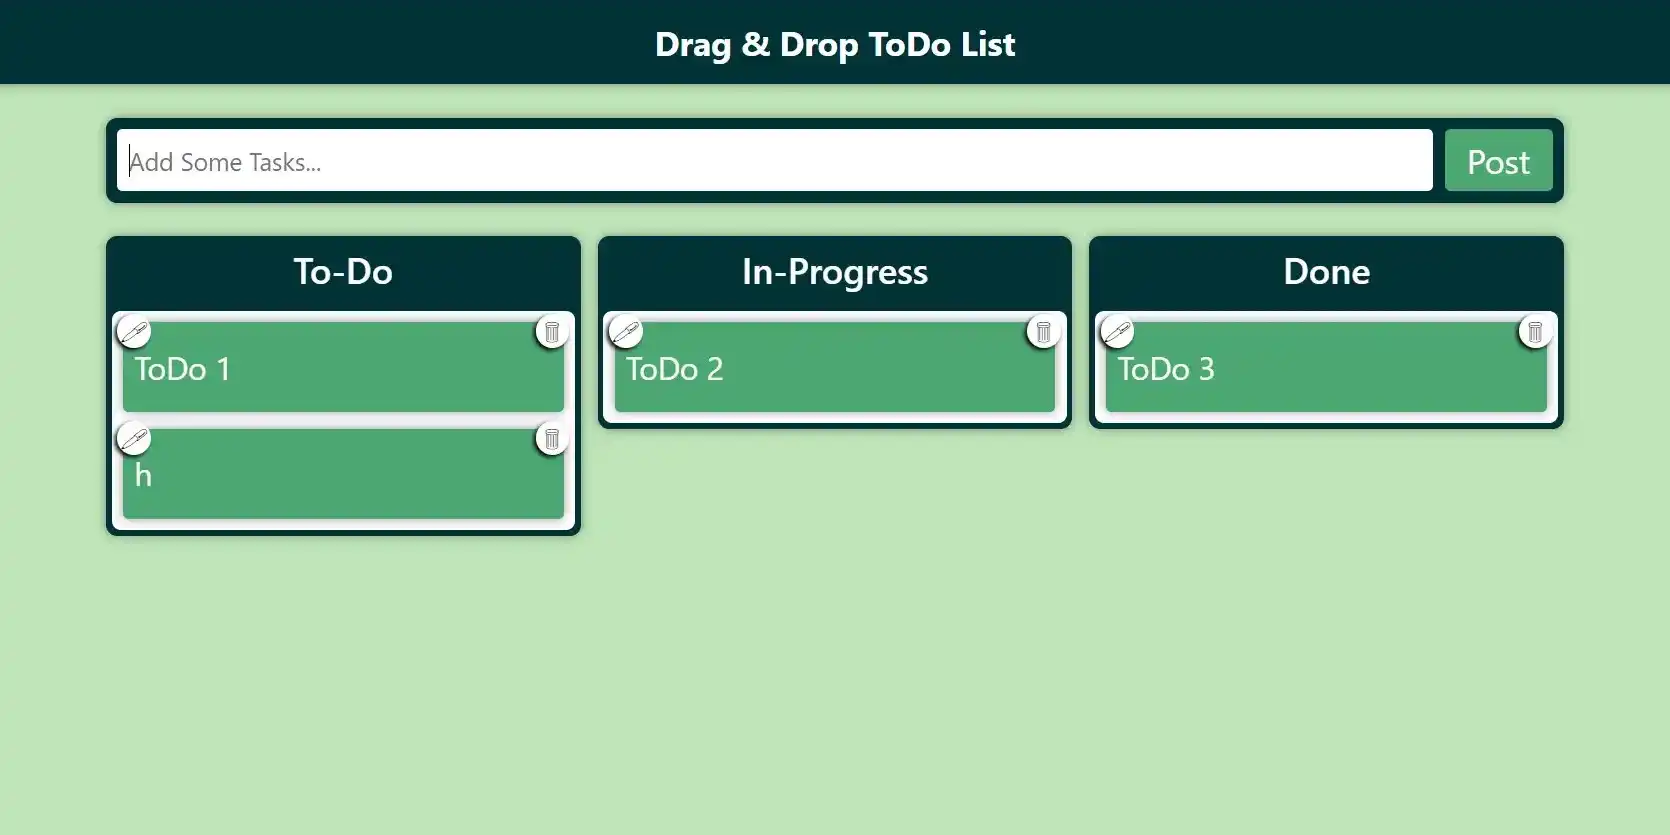 Drag & Drop ToDo List
Add Some Tasks...
Post
To-Do
In-Progress
Done
ToDo 1
ToDo 2
ToDo 3
h